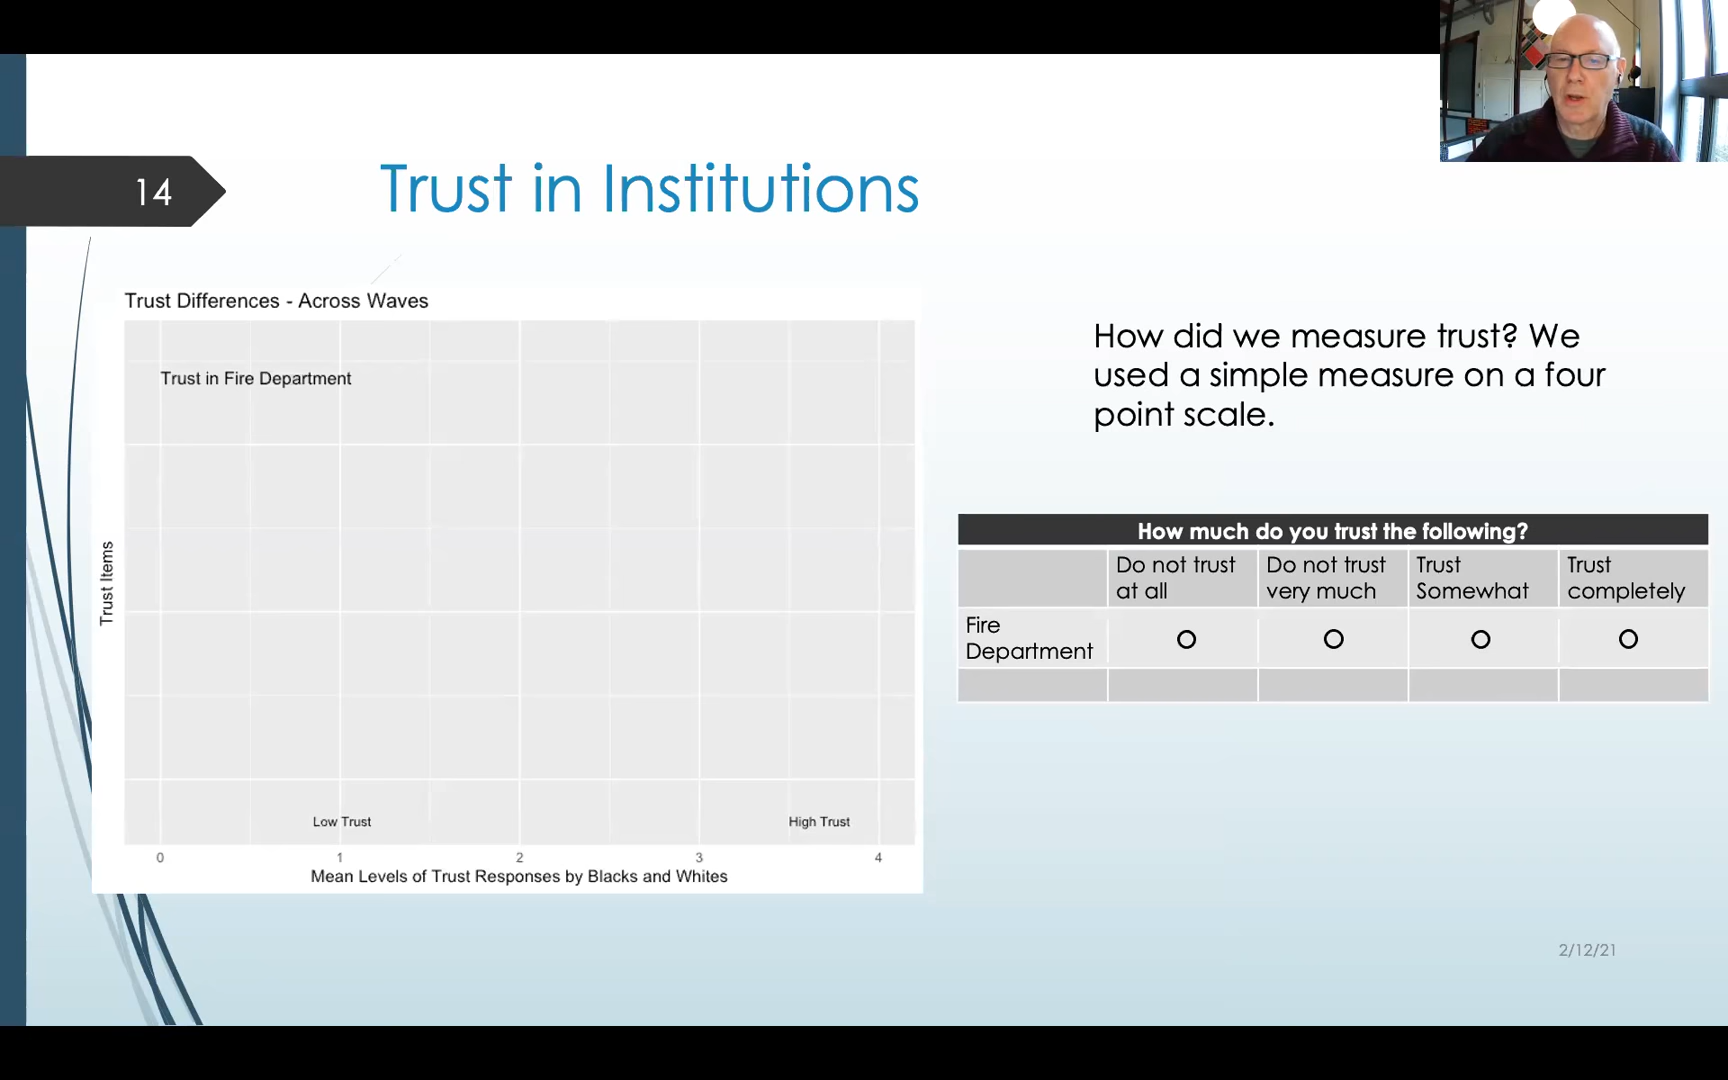 14
Trust in Institutions
Trust Differences - Across Waves
Trust in Fire Department
Trust Items
Low Trust
High Trust
0 1 2 3 4
Mean Levels of Trust Responses by Blacks and Whites
How did we measure trust? We
used a simple measure on a four
point scale.
How much do you trust the following?
Do not trust
at all
Do not trust
very much
Trust
Somewhat
Trust
completely
Fire
Department
2/12/21